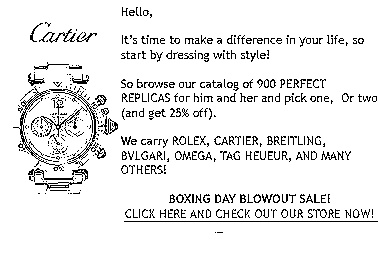 Hello,
Cartier
It's time to make a difference in your life, so
start by dressing with style!
So browse our catalog of 900 PERFECT
REPLICAS for him and her and pick one, Or two
(and get 25% off).
We carry ROLEX, CARTIER, BREITLING,
BVLGARI, OMEGA, TAG HEUEUR, AND MANY
OTHERS!
BOXING DAY BLOWOUT SALE!
CLICK HERE AND CHECK OUT OUR STORE NOW!